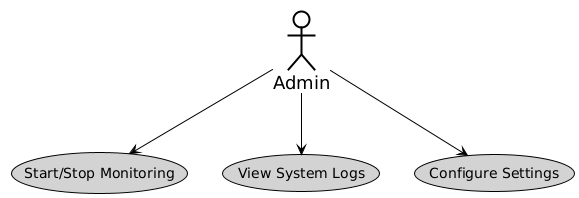 Admin
Start/Stop Monitoring
View System Logs
Configure Settings